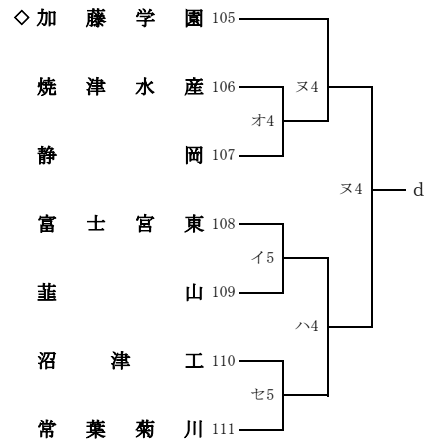 ◇加藤学園 105
焼津水産 106 ヌ4
オ4
静岡 107
ヌ4 d
富士宮東 108
イ5
韮山 109
ハ4
沼津工 110
セ5
常葉菊川 111